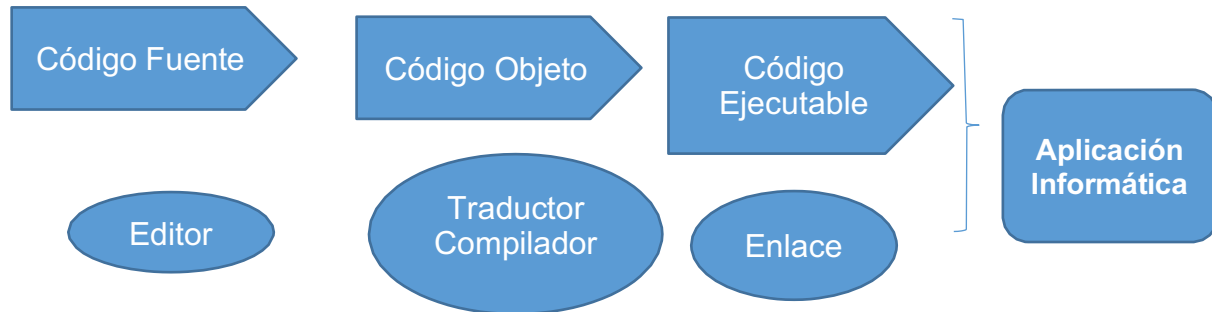 Código Fuente
Código Objeto
Código
Ejecutable
Aplicación
Informática
Editor
Traductor
Compilador
Enlace